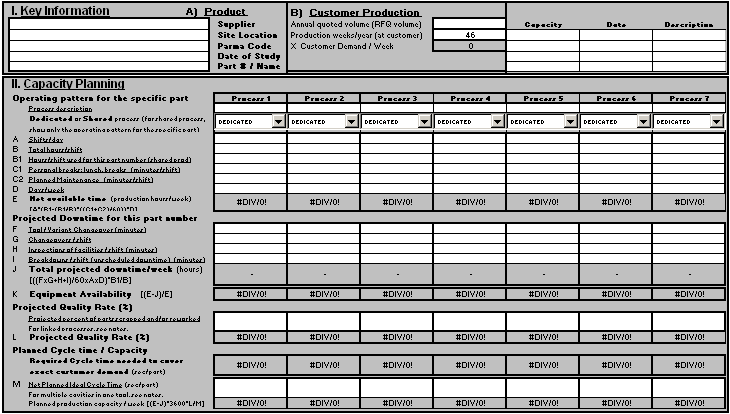 I. Key Information A) Product
Supplier
Site Location
Parma Code
Date of Study
Part # / Name
B) Customer Production
Annual quoted volume (RFQ volume)
Production weeks/year (at customer) 46
X Customer Demand / Week 0
Capacity Date Description
II. Capacity Planning
Operating pattern for the specific part Process 1 Process 2 Process 3 Process 4 Process 5 Process 6 Process 7
Process description
Dedicated or Shared process (for shared process, DEDICATED DEDICATED DEDICATED DEDICATED DEDICATED DEDICATED DEDICATED
show only the operating pattern for the specific part)
A Shifts/day
B Total hours/shift
B1 Hours/shift used for this part number (shared prod)
C1 Personal breaks: lunch, breaks (minutes/shift)
C2 Planned Maintenance (minutes/shift)
D Days/week
E Net available time (production hours/week) #DIV/0! #DIV/0! #DIV/0! #DIV/0! #DIV/0! #DIV/0! #DIV/0!
Projected Downtime for this part number
F Tool / Variant Changeover (minutes)
G Changeovers/shift
H Inspections of facilities / shift (minutes)
I Breakdowns/shift (unscheduled downtime) (minutes)
J Total projected downtime/week (hours) - - - - - - -
[((FxG+H+I)/60xAxD)*B1/B]
K Equipment Availability [(E-J)/E] #DIV/0! #DIV/0! #DIV/0! #DIV/0! #DIV/0! #DIV/0! #DIV/0!
Projected Quality Rate (%)
Projected percent of parts scrapped and/or reworked
For linked processes, see notes.
L Projected Quality Rate (%) #DIV/0! #DIV/0! #DIV/0! #DIV/0! #DIV/0! #DIV/0! #DIV/0!
Planned Cycle time / Capacity
Required Cycle time needed to cover #DIV/0! #DIV/0! #DIV/0! #DIV/0! #DIV/0! #DIV/0! #DIV/0!
exact customer demand (sec/part)
M Net Planned Ideal Cycle Time (sec/part)
For multiple cavities in one tool, see notes.
Planned production capacity / week [(E-J)*3600*L/M] #DIV/0! #DIV/0! #DIV/0! #DIV/0! #DIV/0! #DIV/0! #DIV/0!